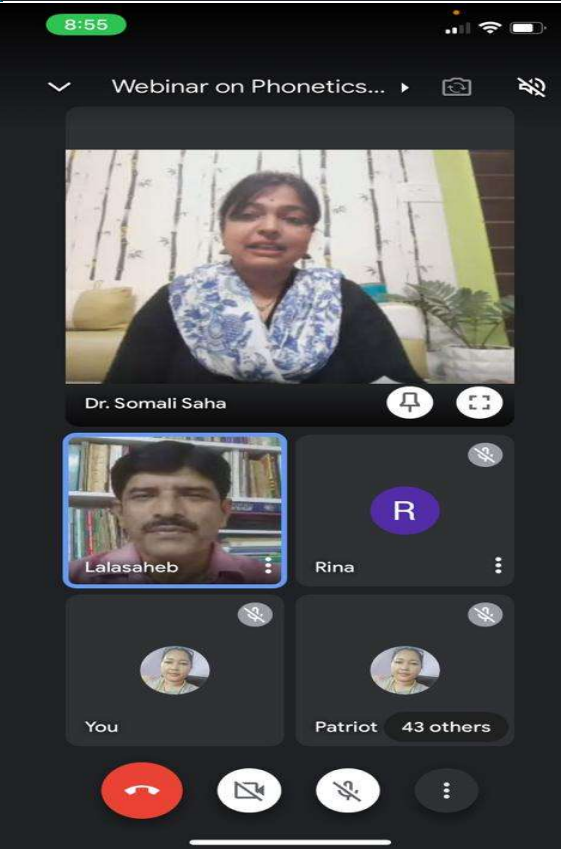 8:55
Webinar on Phonetics...
Dr. Somali Saha
Lalasaheb
R
Rina
You
Patriot
43 others